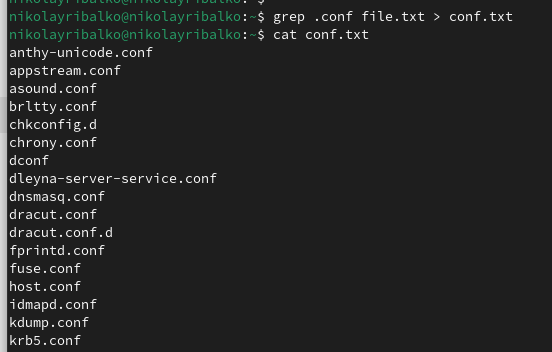 nikolayribalko@nikolayribalko:~$
nikolayribalko@nikolayribalko:~$ grep .conf file.txt > conf.txt
nikolayribalko@nikolayribalko:~$ cat conf.txt
anthy-unicode.conf
appstream.conf
asound.conf
brltty.conf
chkconfig.d
chrony.conf
dconf
dleyna-server-service.conf
dnsmasq.conf
dracut.conf
dracut.conf.d
fprintd.conf
fuse.conf
host.conf
idmapd.conf
kdump.conf
krb5.conf